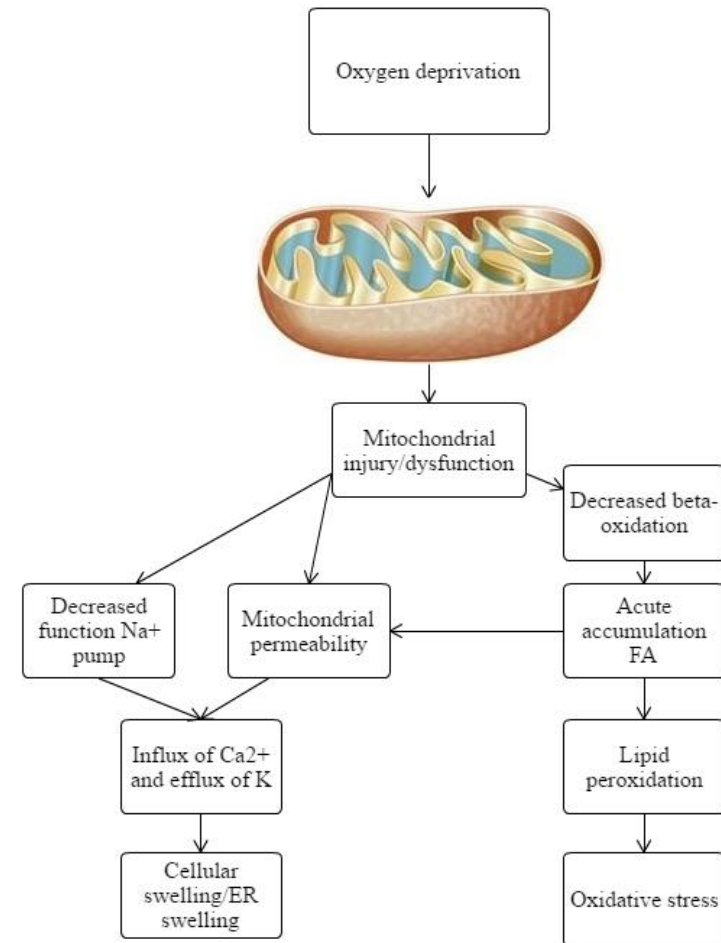 Oxygen deprivation
Mitochondrial
injury/dysfunction
Decreased beta-
oxidation
Decreased
function Na+
pump
Mitochondrial
permeability
Acute
accumulation
FA
Influx of Ca2+
and efflux of K
Lipid
peroxidation
Cellular
swelling/ER
swelling
Oxidative stress